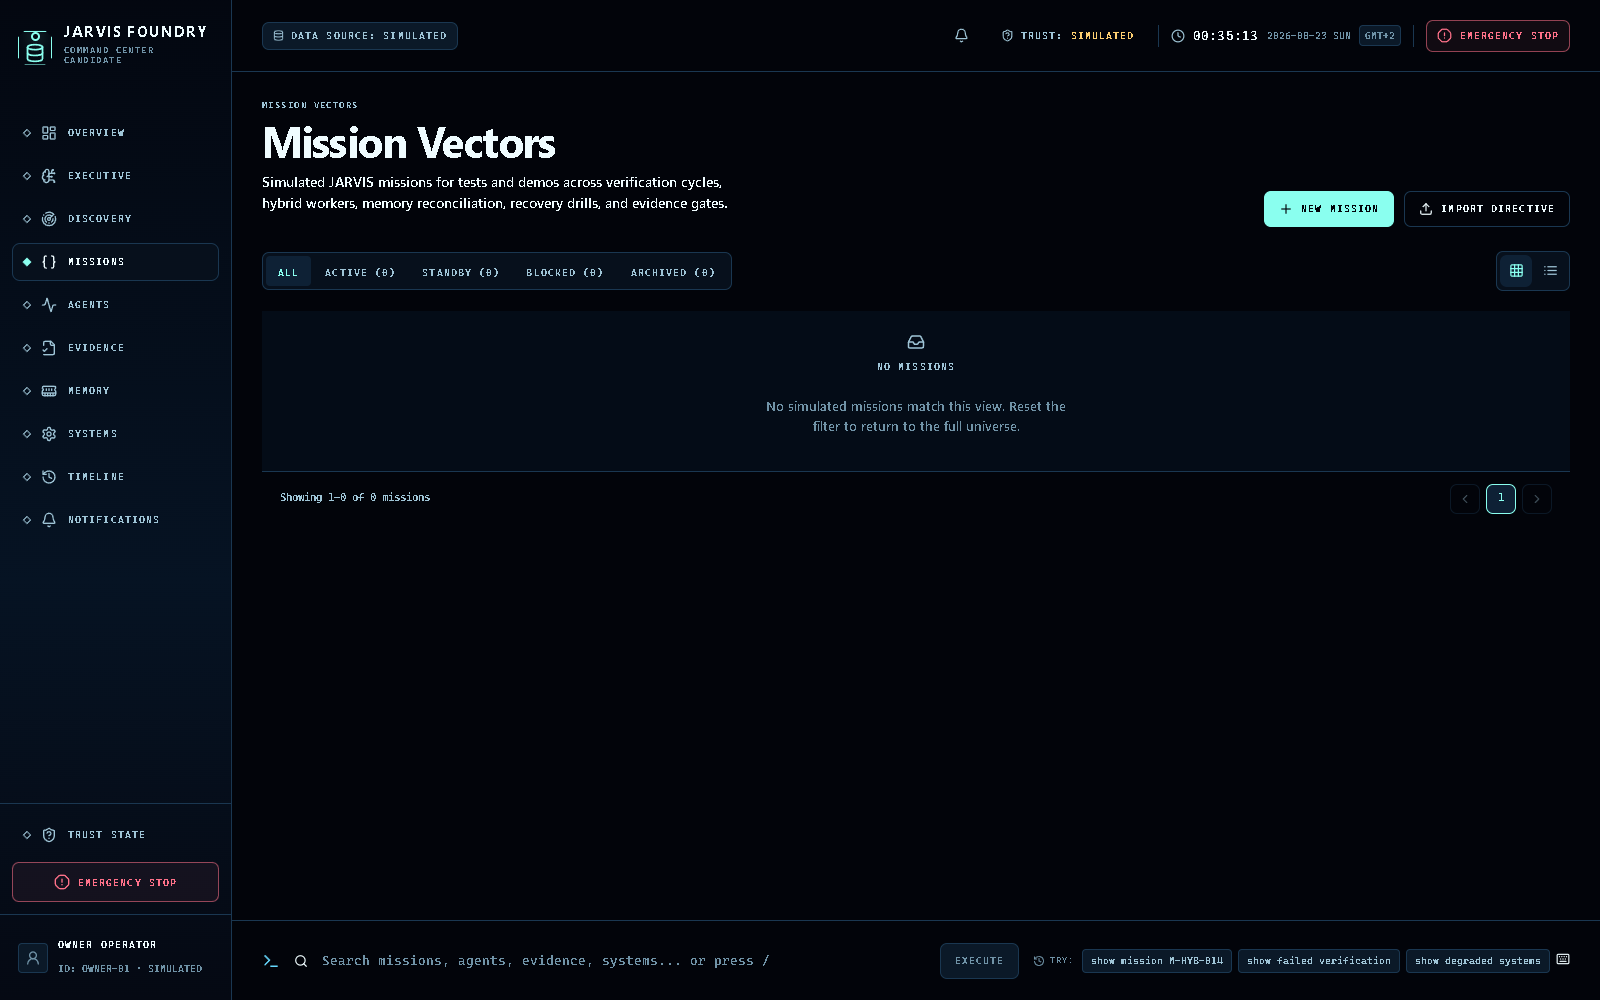 JARVIS FOUNDRY
COMMAND CENTER
CANDIDATE
OVERVIEW
EXECUTIVE
DISCOVERY
MISSIONS
AGENTS
EVIDENCE
MEMORY
SYSTEMS
TIMELINE
NOTIFICATIONS
TRUST STATE
EMERGENCY STOP
OWNER OPERATOR
ID: OWNER-01 • SIMULATED
DATA SOURCE: SIMULATED
TRUST: SIMULATED
00:35:13 2026-08-23 SUN GMT+2
EMERGENCY STOP
MISSION VECTORS
Mission Vectors
Simulated JARVIS missions for tests and demos across verification cycles,
hybrid workers, memory reconciliation, recovery drills, and evidence gates.
+ NEW MISSION
IMPORT DIRECTIVE
ALL ACTIVE (0) STANDBY (0) BLOCKED (0) ARCHIVED (0)
NO MISSIONS
No simulated missions match this view. Reset the
filter to return to the full universe.
Showing 1–0 of 0 missions
1
Search missions, agents, evidence, systems... or press /
EXECUTE
TRY: show mission M-HYB-014 show failed verification show degraded systems